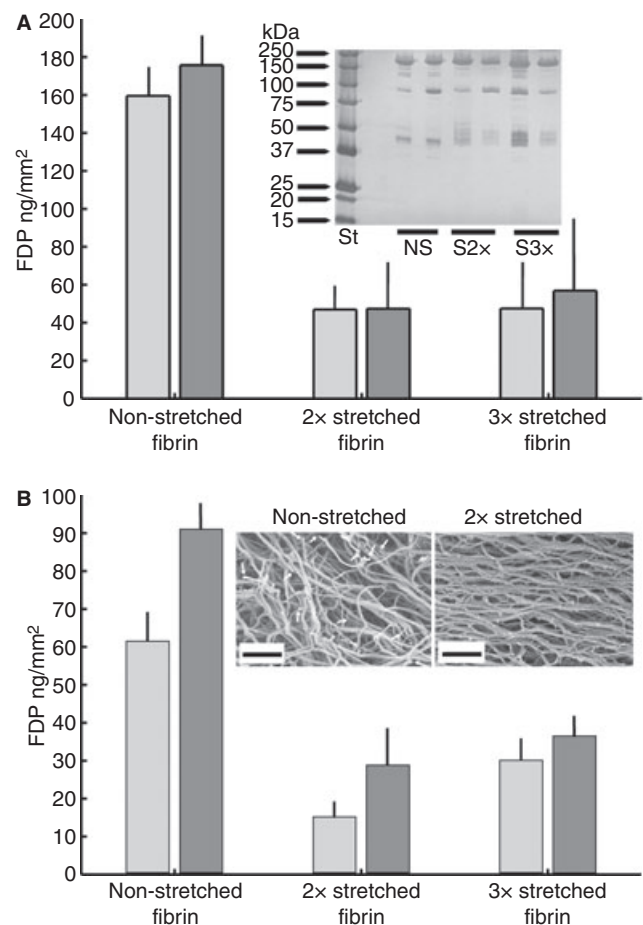 A
200
180
160
140
120
100
80
60
40
20
0
FDP ng/mm²
kDa
250
150
100
75
50
37
25
20
15
St
NS
S2×
S3×
Non-stretched
fibrin
2× stretched
fibrin
3× stretched
fibrin
B
100
90
80
70
60
50
40
30
20
10
0
FDP ng/mm²
Non-stretched
2× stretched
Non-stretched
fibrin
2× stretched
fibrin
3× stretched
fibrin